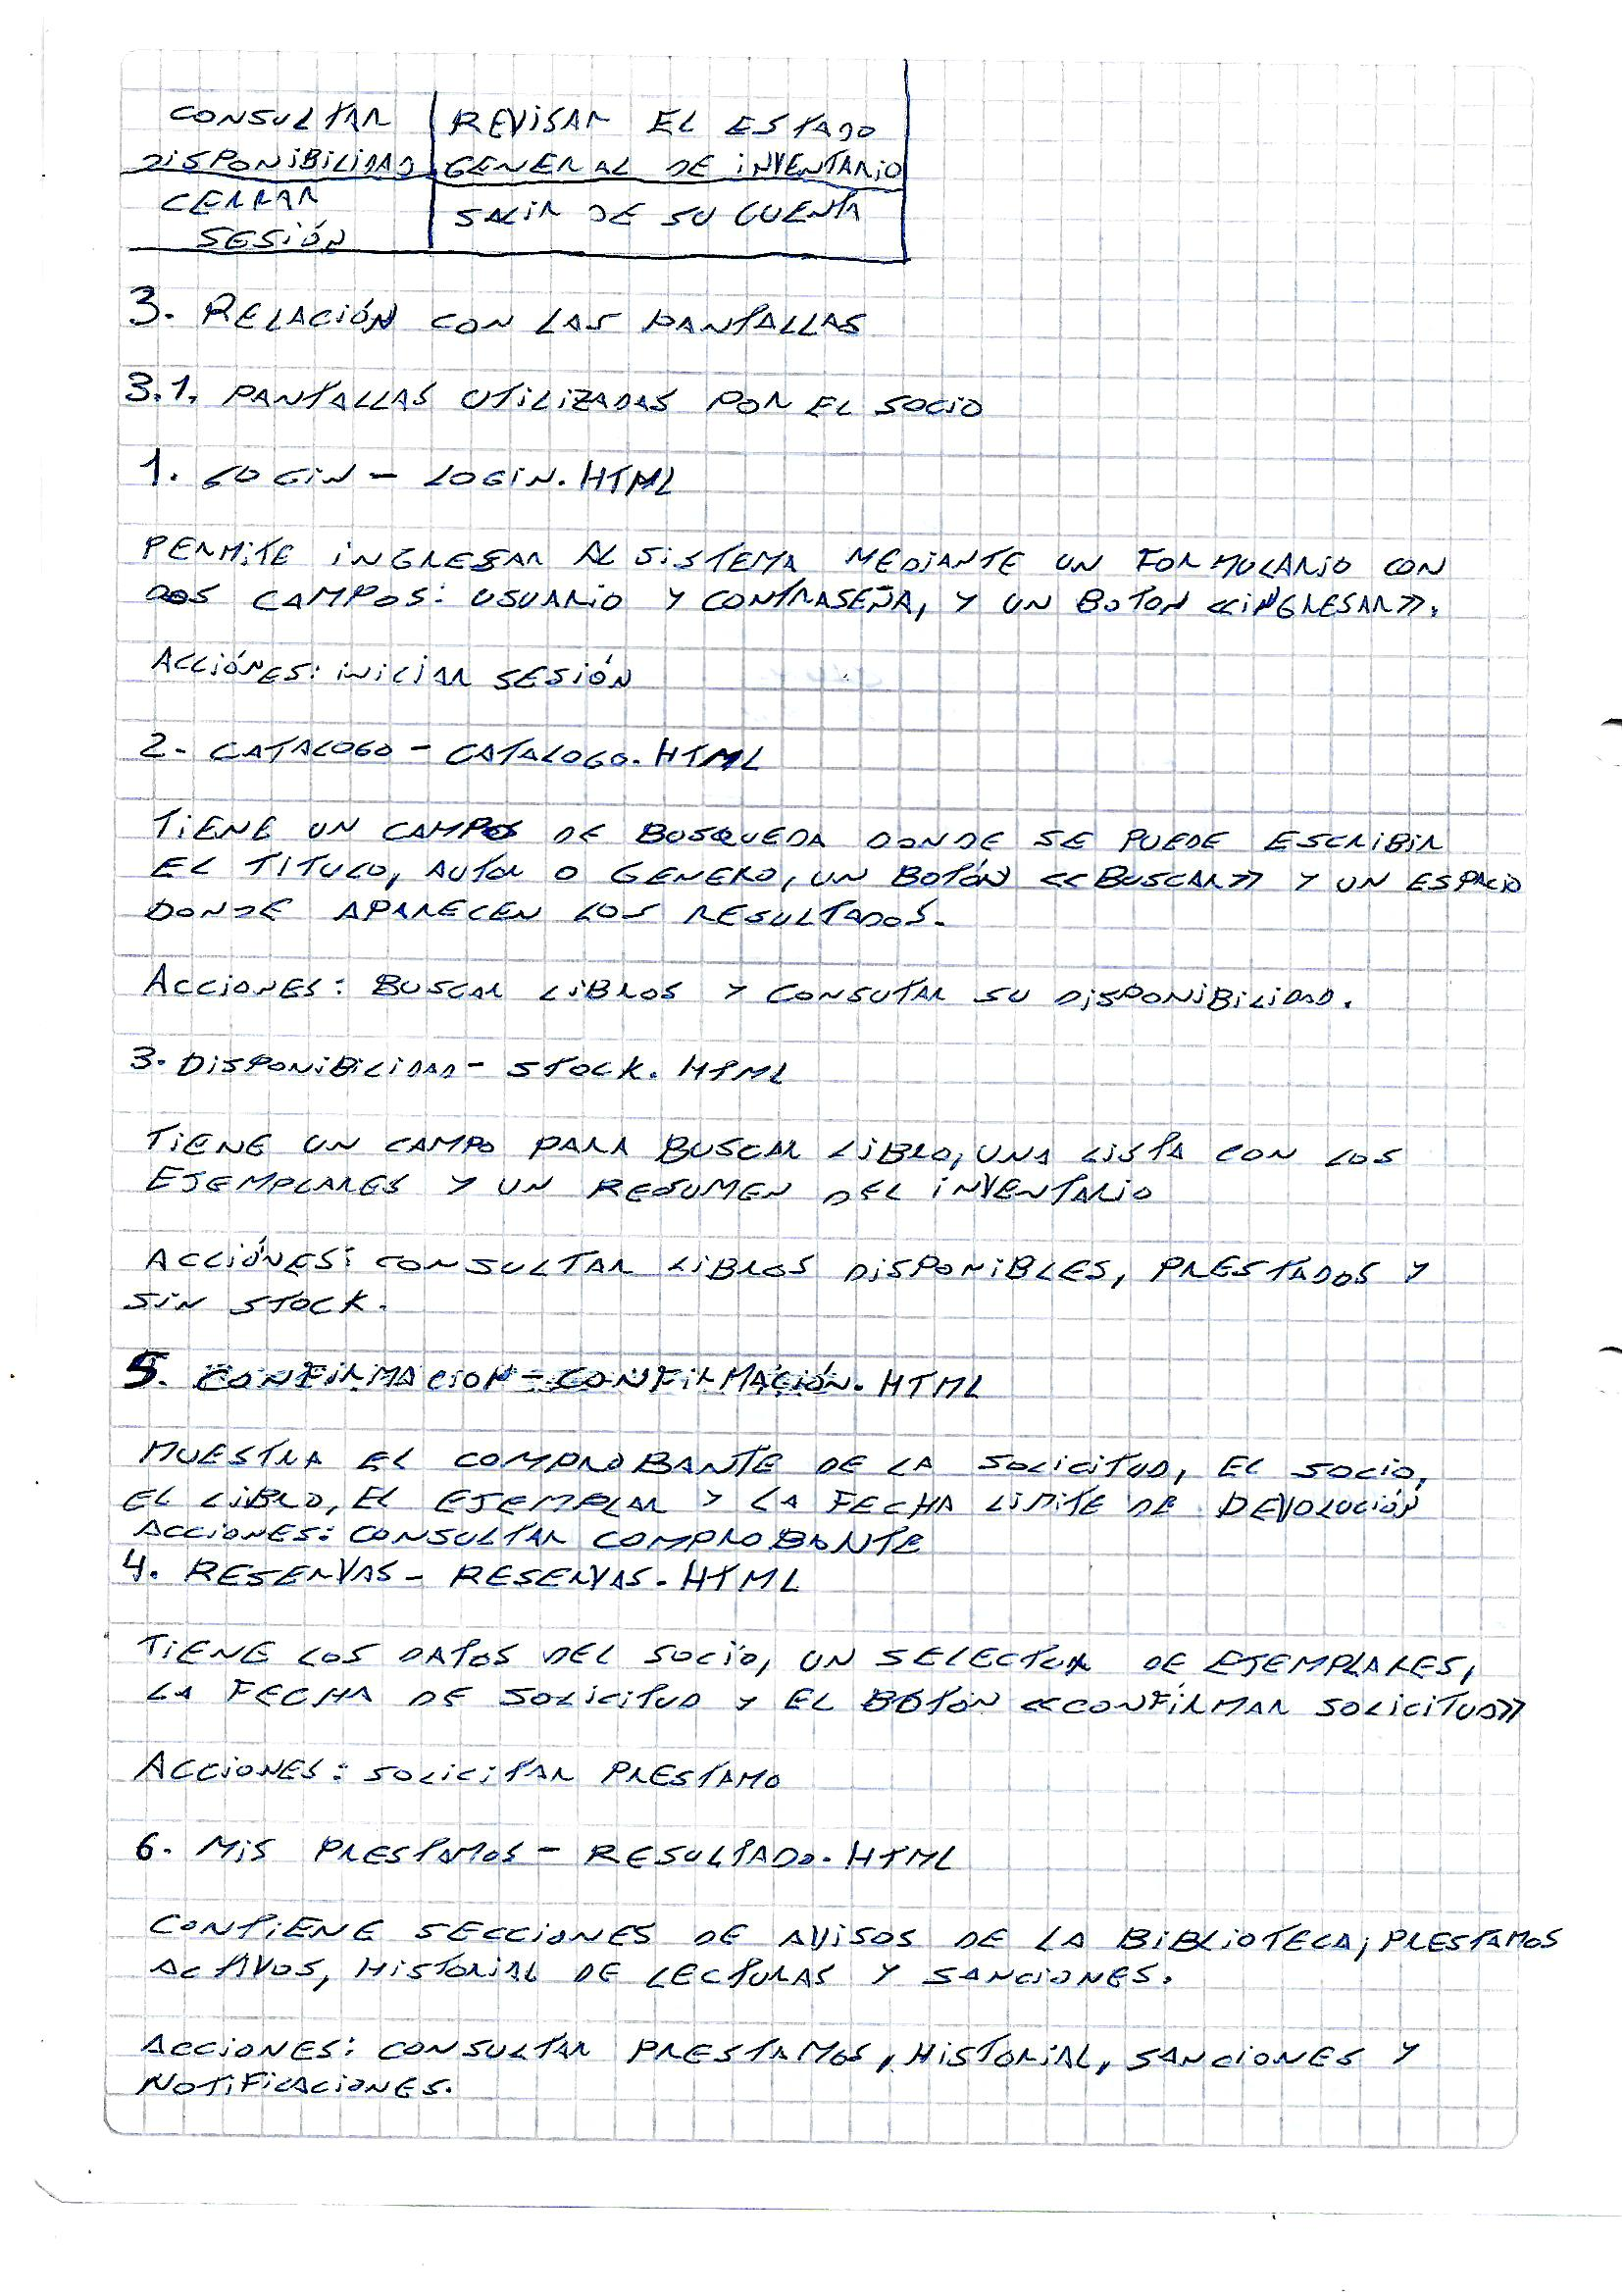 CONSULTAR | REVISAR EL ESTADO
DISPONIBILIDAD | GENERAL DE INVENTARIO
CERRAR | SALIR DE SU CUENTA
SESIÓN
3. RELACIÓN CON LAS PANTALLAS
3.1. PANTALLAS UTILIZADAS POR EL SOCIO
1. LOGIN - LOGIN.HTML
PERMITE INGRESAR AL SISTEMA MEDIANTE UN FORMULARIO CON
DOS CAMPOS: USUARIO Y CONTRASEÑA, Y UN BOTON «INGRESAR».
ACCIÓNES: INICIAR SESIÓN
2- CATALOGO - CATALOGO.HTML
TIENE UN CAMPOS DE BUSQUEDA DONDE SE PUEDE ESCRIBIR
EL TITULO, AUTOR O GENERO, UN BOTÓN «BUSCAR» Y UN ESPACIO
DONDE APARECEN LOS RESULTADOS.
ACCIONES: BUSCAR LIBROS Y CONSUTAR SU DISPONIBILIDAD.
3. DISPONIBILIDAD - STOCK.HTML
TIENE UN CAMPO PARA BUSCAR LIBRO, UNA LISTA CON LOS
EJEMPLARES Y UN RESUMEN DEL INVENTARIO
ACCIÓNES: CONSULTAR LIBROS DISPONIBLES, PRESTADOS Y
SIN STOCK.
5. CONFIRMACION - CONFIRMACIÓN.HTML
MUESTRA EL COMPROBANTE DE LA SOLICITUD, EL SOCIO,
EL LIBRO, EL EJEMPLAR Y LA FECHA LIMITE DE DEVOLUCIÓN
ACCIONES: CONSULTAR COMPROBANTE
4. RESERVAS - RESERVAS.HTML
TIENE LOS DATOS DEL SOCIO, UN SELECTOR DE EJEMPLARES,
LA FECHA DE SOLICITUD Y EL BOTÓN «CONFIRMAR SOLICITUD»
ACCIONES: SOLICITAR PRESTAMO
6. MIS PRESTAMOS - RESULTADO.HTML
CONTIENE SECCIONES DE AVISOS DE LA BIBLIOTECA, PRESTAMOS
ACTIVOS, HISTORIAL DE LECTURAS Y SANCIONES.
ACCIONES: CONSULTAR PRESTAMOS, HISTORIAL, SANCIONES Y
NOTIFICACIONES.